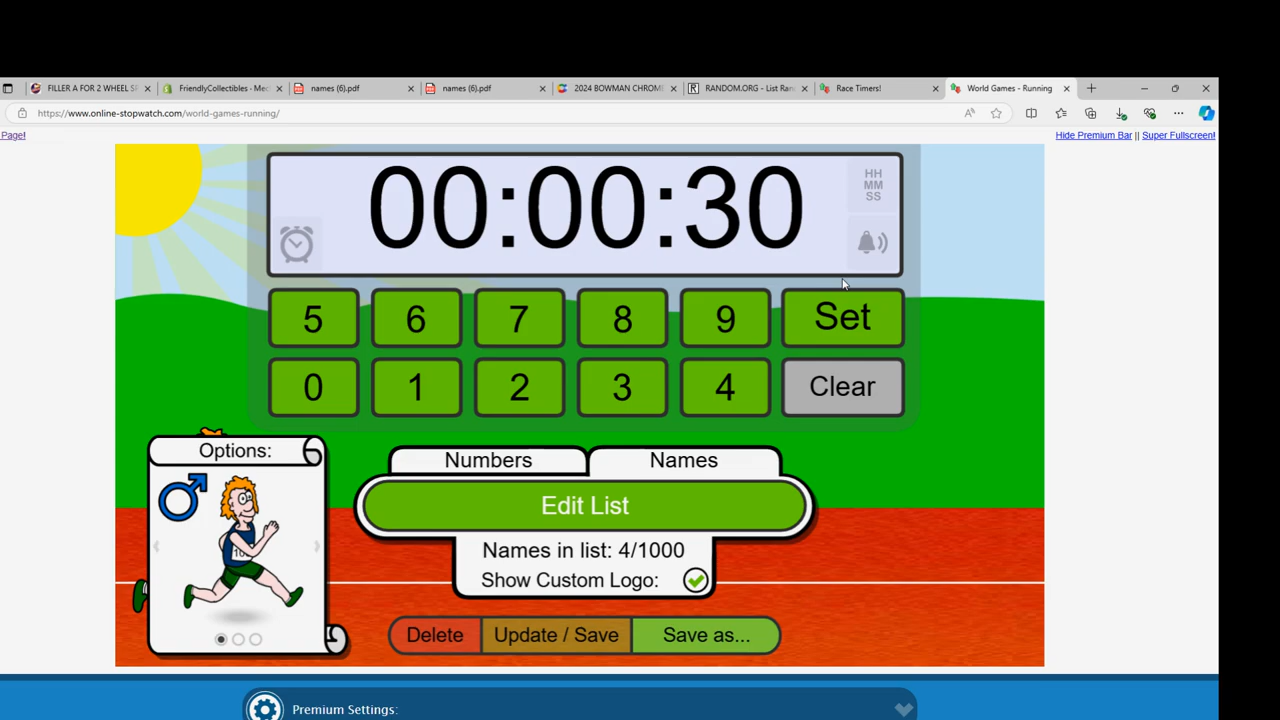 FILLER A FOR 2 WHEEL
FriendlyCollectibles - Me
names (6).pdf
names (6).pdf
2024 BOWMAN CHROM
RANDOM.ORG - List Ran
Race Timers!
World Games - Running
https://www.online-stopwatch.com/world-games-running/
Page!
Hide Premium Bar || Super Fullscreen!
00:00:30
HH
MM
SS
5 6 7 8 9 Set
0 1 2 3 4 Clear
Options:
Numbers Names
Edit List
Names in list: 4/1000
Show Custom Logo:
Delete Update / Save Save as...
Premium Settings: